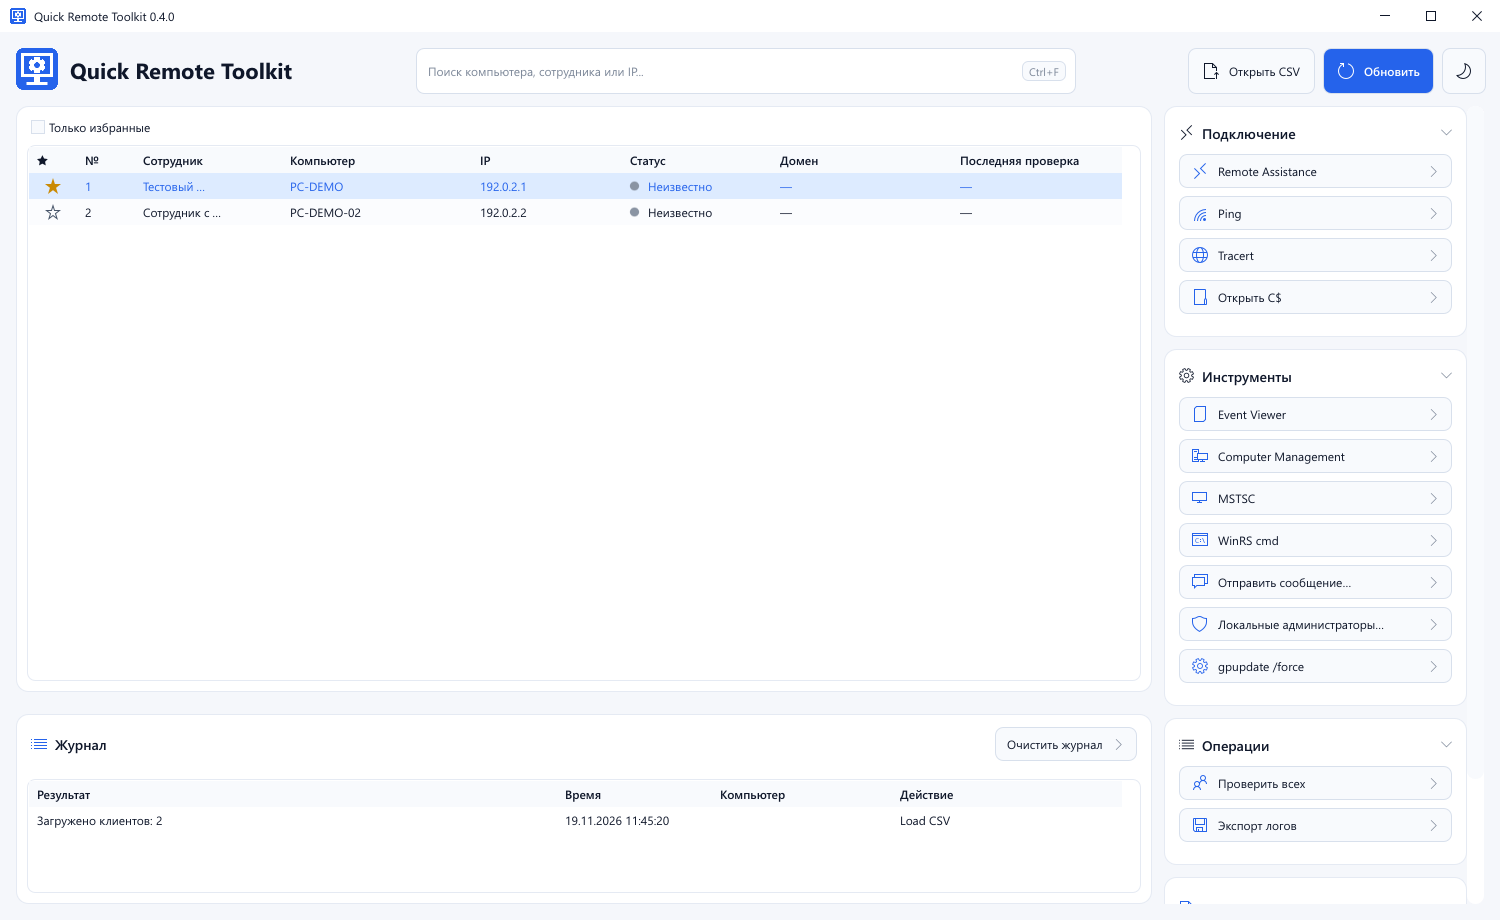 Quick Remote Toolkit 0.4.0
Quick Remote Toolkit
Поиск компьютера, сотрудника или IP...
Ctrl+F
Открыть CSV
Обновить
Только избранные
★ № Сотрудник Компьютер IP Статус Домен Последняя проверка
★ 1 Тестовый ... PC-DEMO 192.0.2.1 Неизвестно — —
☆ 2 Сотрудник с ... PC-DEMO-02 192.0.2.2 Неизвестно — —
Журнал
Очистить журнал
Результат Время Компьютер Действие
Загружено клиентов: 2 19.11.2026 11:45:20 Load CSV
Подключение
Remote Assistance
Ping
Tracert
Открыть C$
Инструменты
Event Viewer
Computer Management
MSTSC
WinRS cmd
Отправить сообщение...
Локальные администраторы...
gpupdate /force
Операции
Проверить всех
Экспорт логов